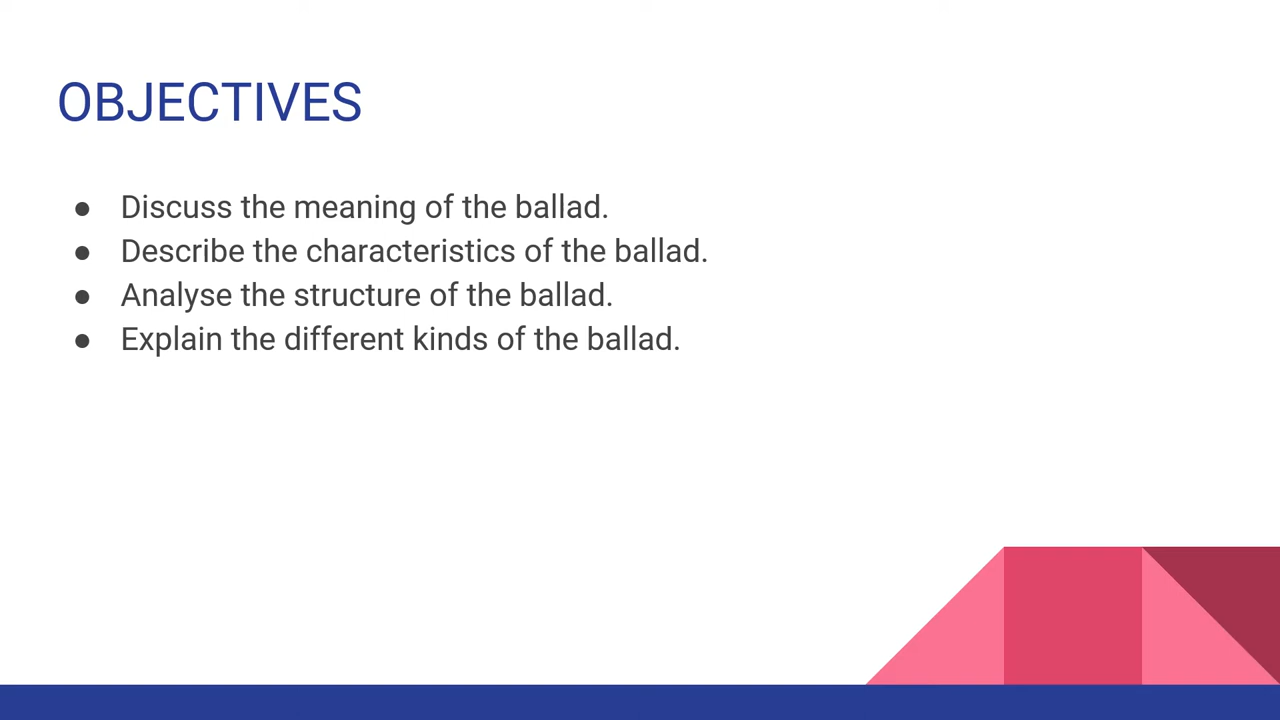 OBJECTIVES
● Discuss the meaning of the ballad.
● Describe the characteristics of the ballad.
● Analyse the structure of the ballad.
● Explain the different kinds of the ballad.